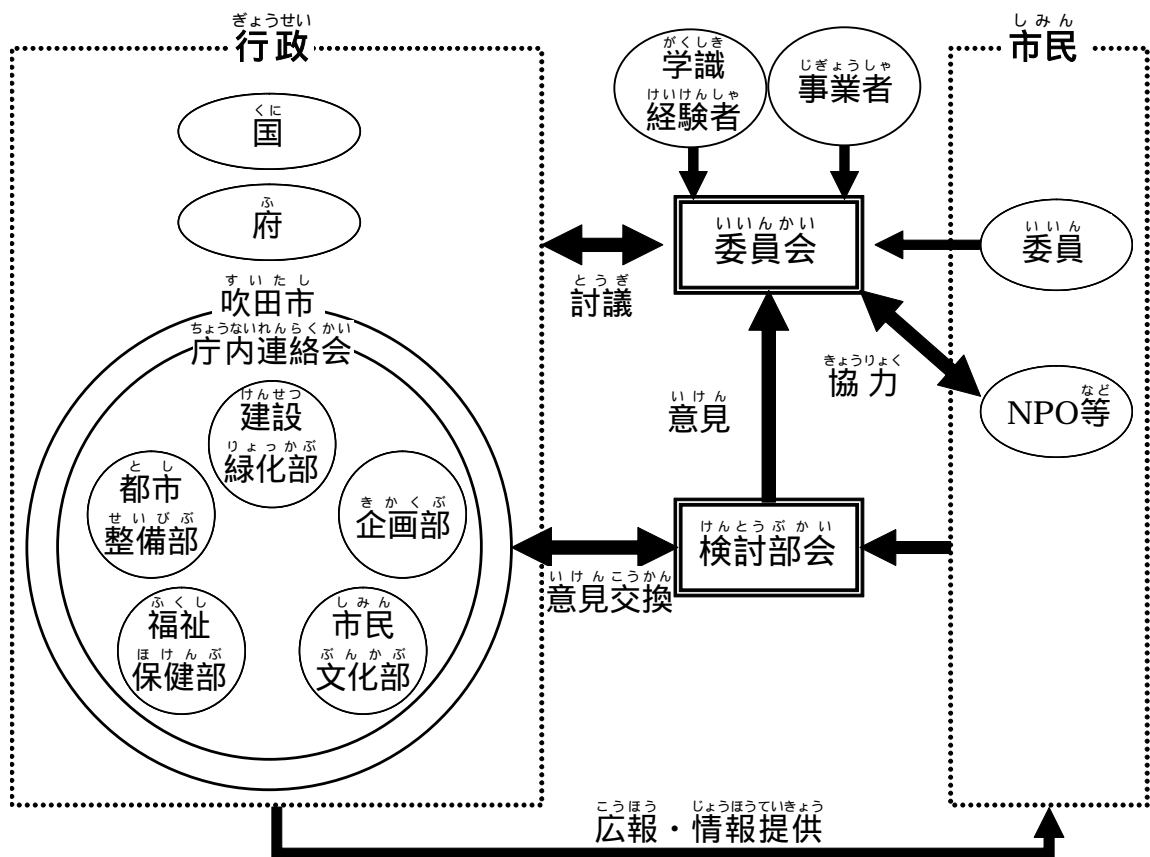 ぎょうせい
行政
くに
国
ふ
府
すいたし
吹田市
ちょうないれんらくかい
庁内連絡会
けんせつ
建設
りょっかぶ
緑化部
とし
都市
せいびぶ
整備部
きかくぶ
企画部
ふくし
福祉
ほけんぶ
保健部
しみん
市民
ぶんかぶ
文化部
がくしき
学識
けいけんしゃ
経験者
じぎょうしゃ
事業者
いいんかい
委員会
とうぎ
討議
いけん
意見
きょうりょく
協力
けんとうぶかい
検討部会
いけんこうかん
意見交換
しみん
市民
いいん
委員
など
NPO等
こうほう じょうほうていきょう
広報・情報提供